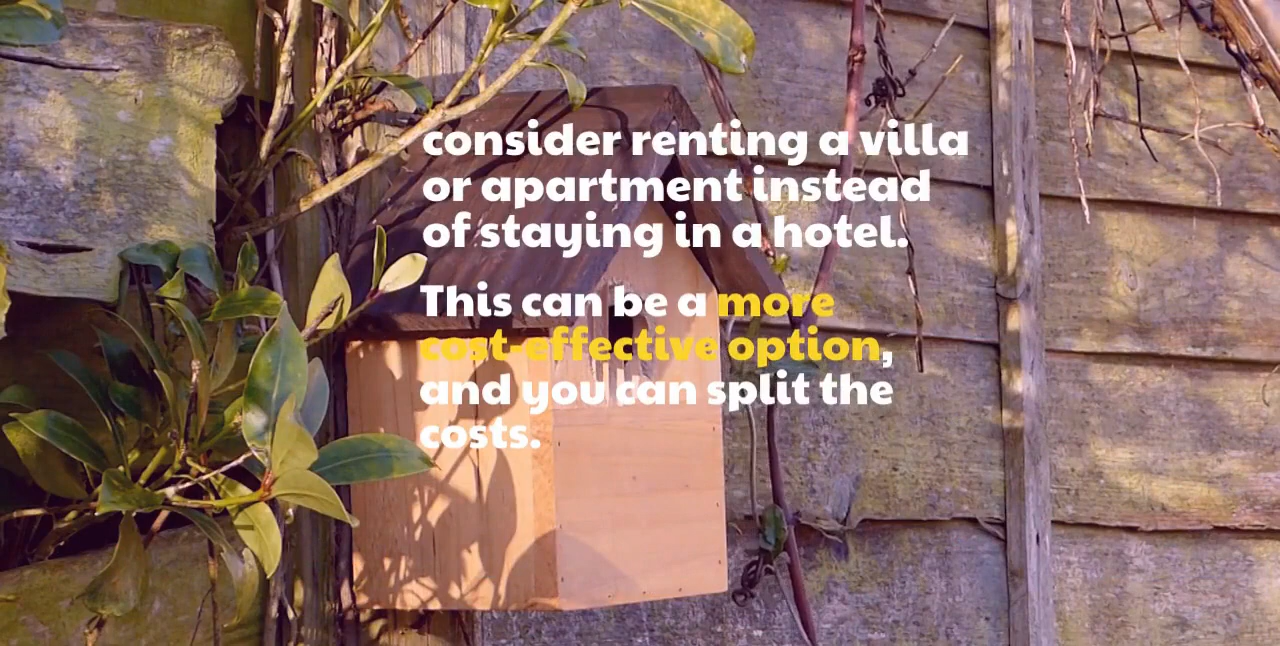 consider renting a villa
or apartment instead
of staying in a hotel.
This can be a more
cost-effective option,
and you can split the
costs.